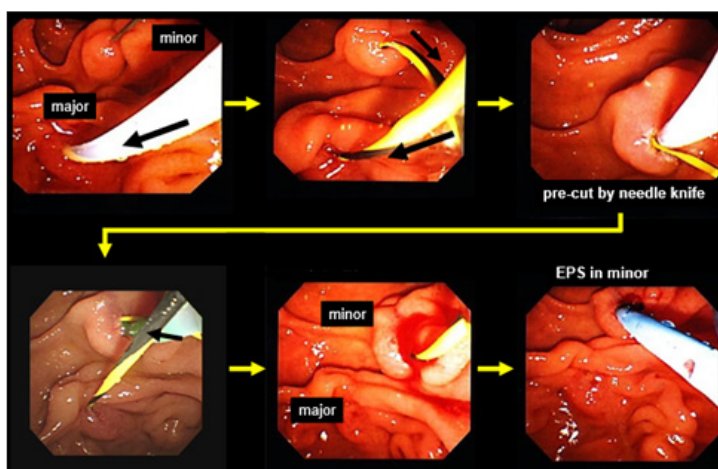 minor
major
pre-cut by needle knife
EPS in minor
minor
major